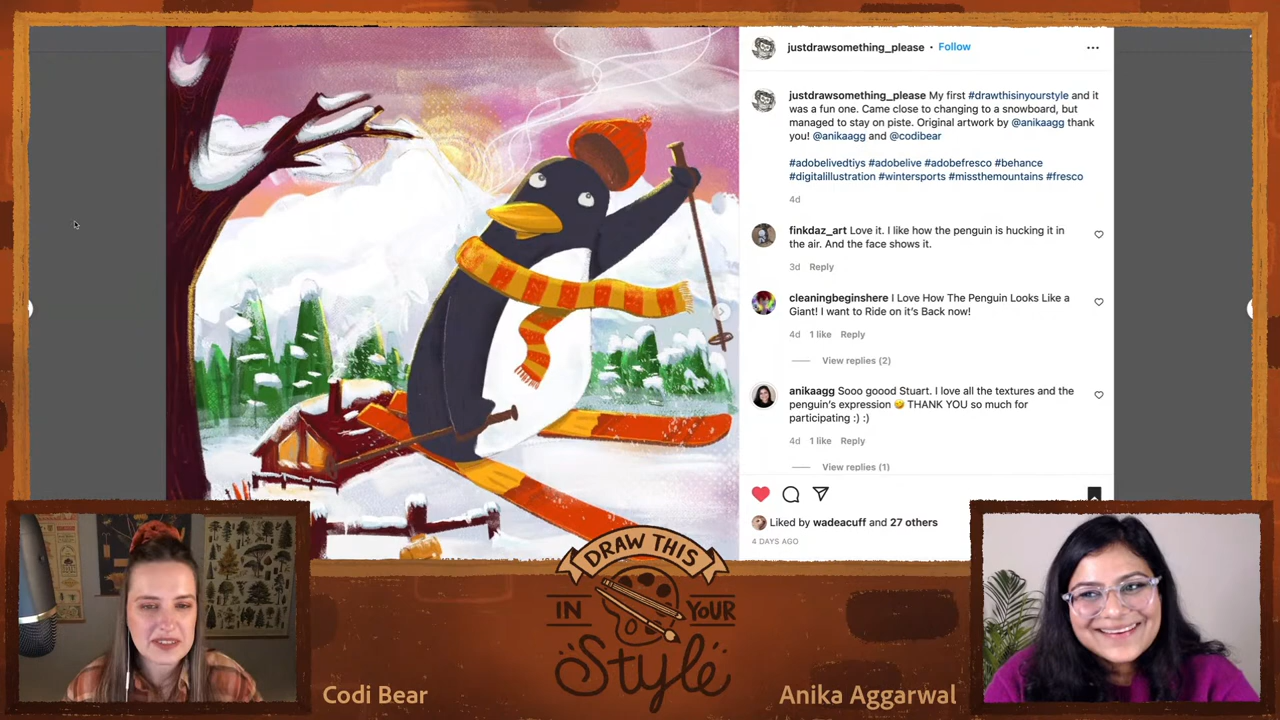 justdrawsomething_please • Follow
justdrawsomething_please My first #drawthisinyourstyle and it
was a fun one. Came close to changing to a snowboard, but
managed to stay on piste. Original artwork by @anikaagg thank
you! @anikaagg and @codibear
#adobelivedtiys #adobelive #adobefresco #behance
#digitalillustration #wintersports #missthemountains #fresco
4d
finkdaz_art Love it. I like how the penguin is hucking it in
the air. And the face shows it.
3d Reply
cleaningbeginshere I Love How The Penguin Looks Like a
Giant! I want to Ride on it's Back now!
4d 1 like Reply
View replies (2)
anikaagg Sooo goood Stuart. I love all the textures and the
penguin's expression 🤣 THANK YOU so much for
participating :) :)
4d 1 like Reply
View replies (1)
Liked by wadeacuff and 27 others
4 DAYS AGO
DRAW THIS
IN YOUR
Style
Codi Bear
Anika Aggarwal